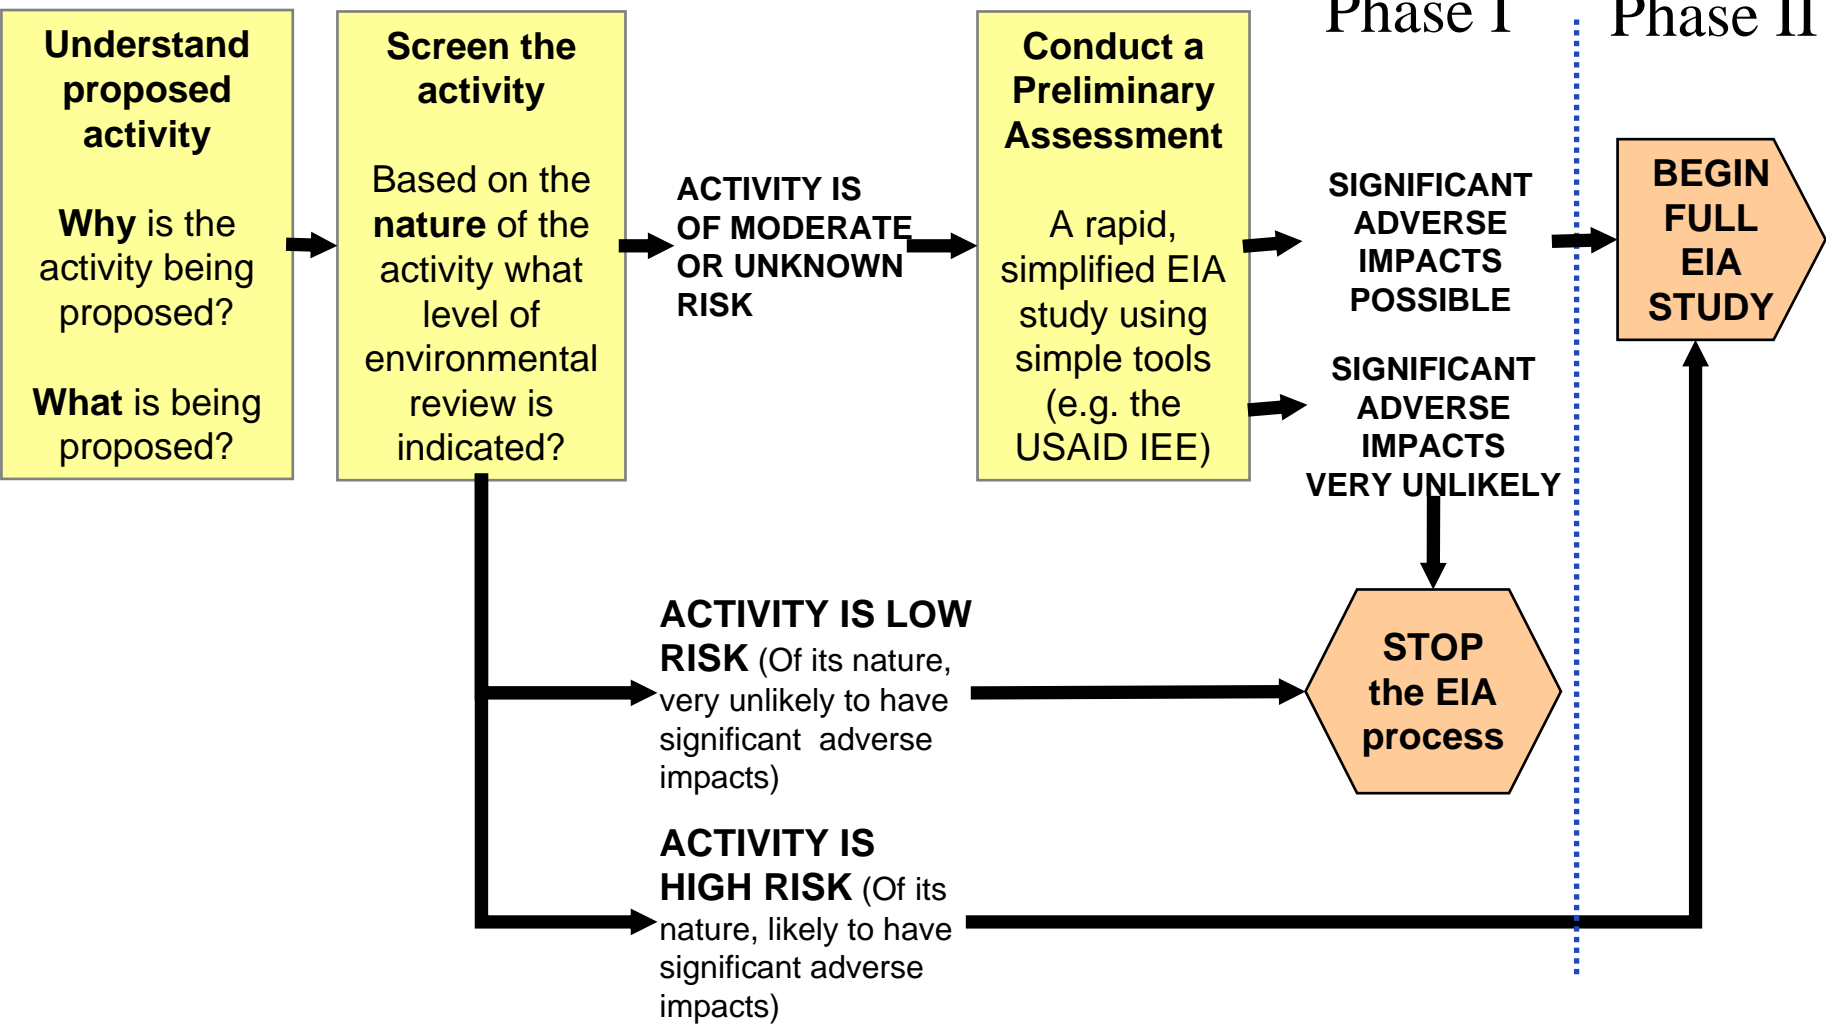 Phase I
Phase II
Understand
proposed
activity
Why is the
activity being
proposed?
What is being
proposed?
Screen the
activity
Based on the
nature of the
activity what
level of
environmental
review is
indicated?
ACTIVITY IS
OF MODERATE
OR UNKNOWN
RISK
Conduct a
Preliminary
Assessment
A rapid,
simplified EIA
study using
simple tools
(e.g. the
USAID IEE)
SIGNIFICANT
ADVERSE
IMPACTS
POSSIBLE
SIGNIFICANT
ADVERSE
IMPACTS
VERY UNLIKELY
BEGIN
FULL
EIA
STUDY
ACTIVITY IS LOW
RISK (Of its nature,
very unlikely to have
significant adverse
impacts)
STOP
the EIA
process
ACTIVITY IS
HIGH RISK (Of its
nature, likely to have
significant adverse
impacts)